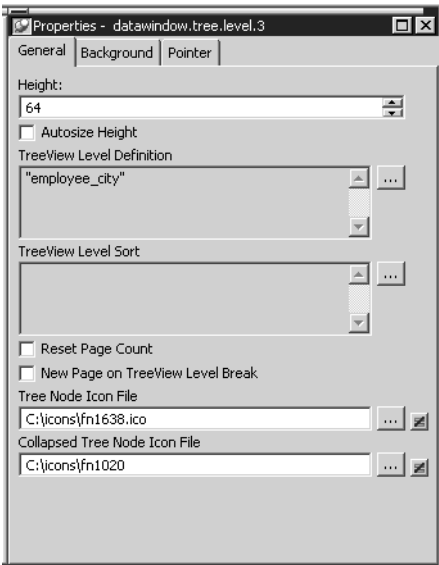 Properties - datawindow.tree.level.3
General Background Pointer
Height:
64
Autosize Height
TreeView Level Definition
"employee_city"
...
TreeView Level Sort
...
Reset Page Count
New Page on TreeView Level Break
Tree Node Icon File
C:\icons\fn1638.ico ...
Collapsed Tree Node Icon File
C:\icons\fn1020 ...